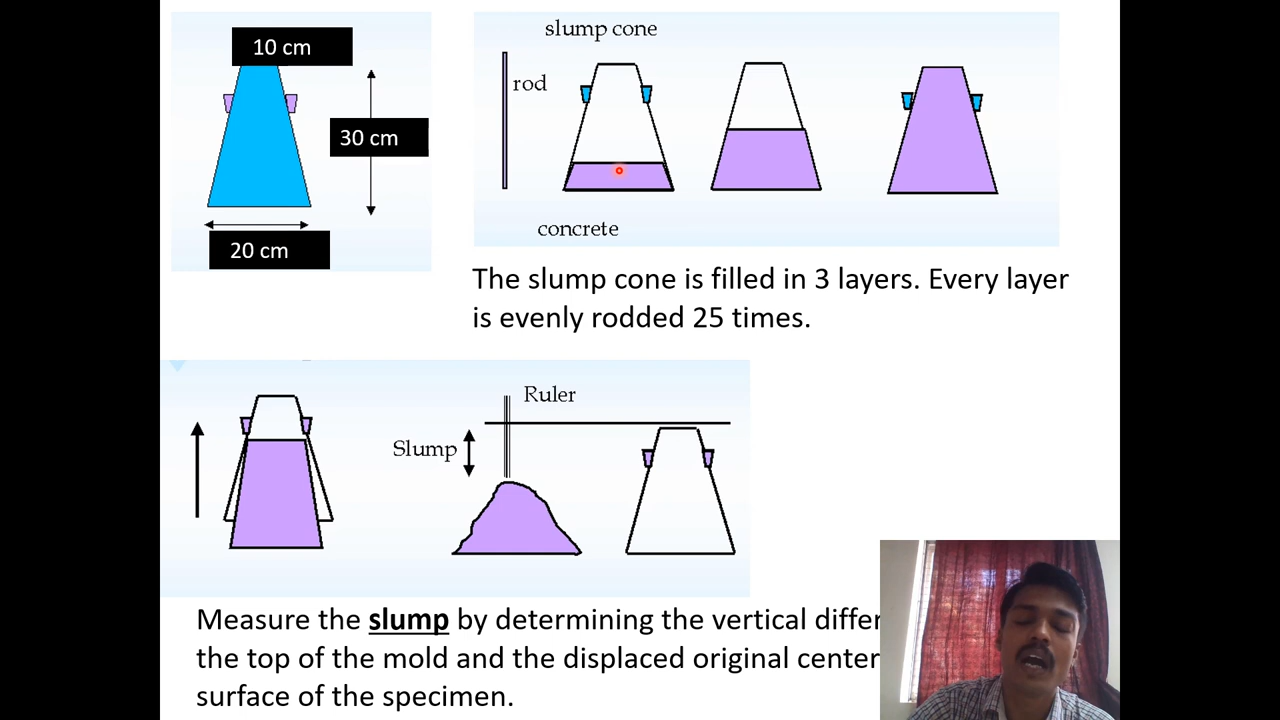 10 cm
30 cm
20 cm
slump cone
rod
concrete
The slump cone is filled in 3 layers. Every layer
is evenly rodded 25 times.
Ruler
Slump
Measure the slump by determining the vertical
the top of the mold and the displaced original center
surface of the specimen.